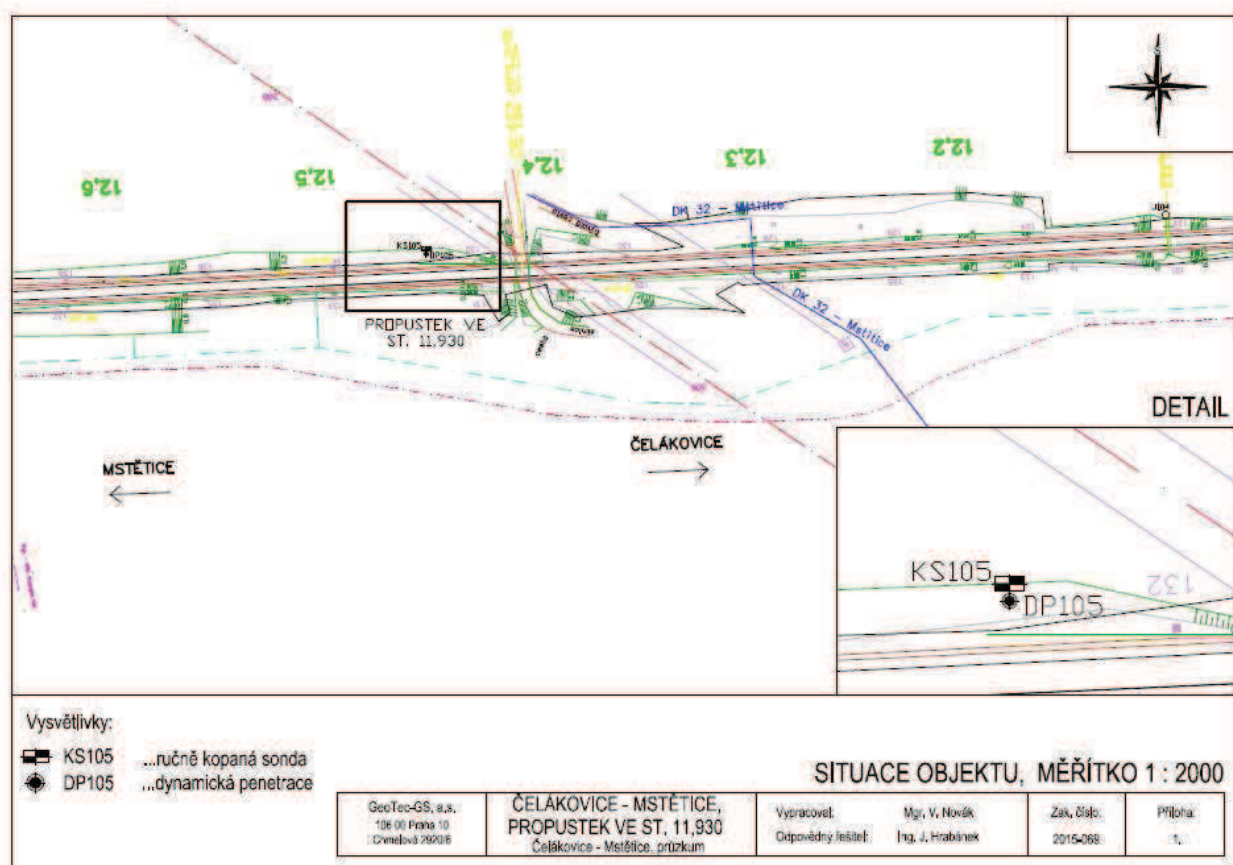 S
12,6
12,5
12,4
12,3
12,2
DK 32 - Mstětice
J104
KS105
DP105
PROPUSTEK VE
ST. 11,930
DK 32 - Mstětice
MSTĚTICE
ČELÁKOVICE
DETAIL
KS105
DP105
132
Vysvětlivky:
KS105 ...ručně kopaná sonda
DP105 ...dynamická penetrace
SITUACE OBJEKTU, MĚŘÍTKO 1 : 2000
GeoTec-GS, a.s.
106 00 Praha 10
Chmelová 2920/6
ČELÁKOVICE - MSTĚTICE,
PROPUSTEK VE ST. 11,930
Čelákovice - Mstětice, průzkum
Vypracoval: Mgr. V. Novák
Odpovědný řešitel: Ing. J. Hrabánek
Zak. číslo:
2015-069
Příloha:
1.